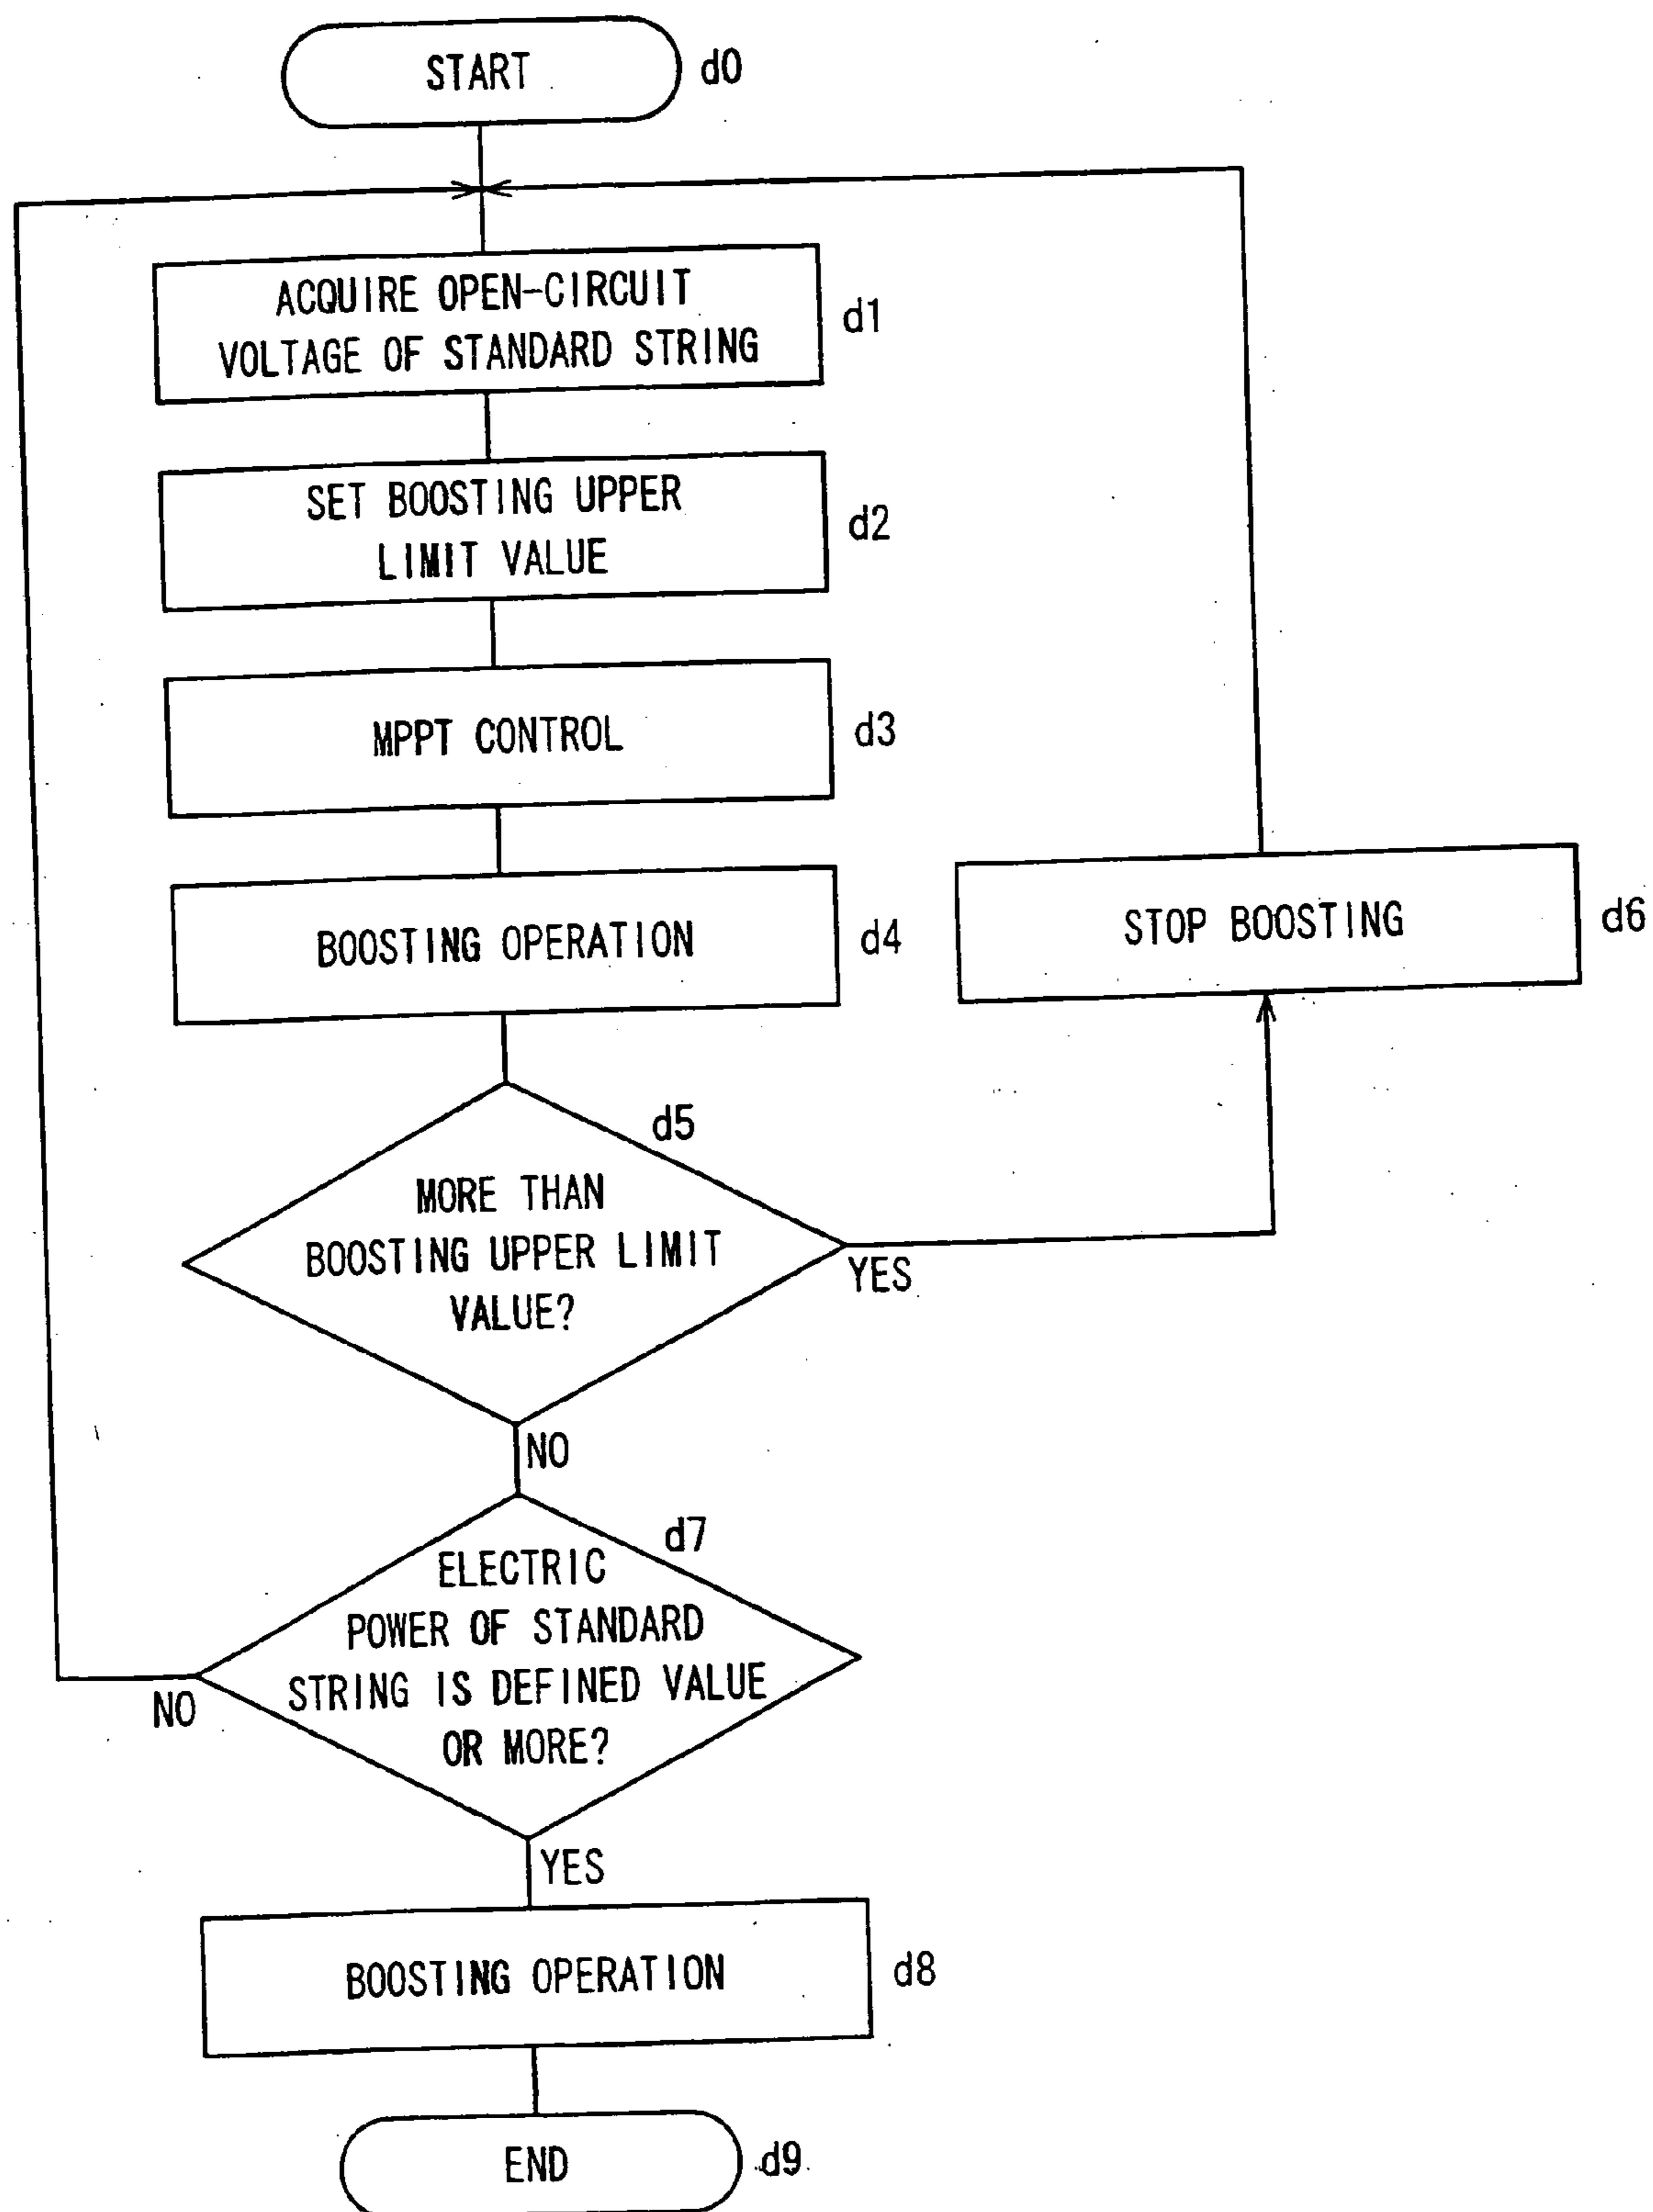 START
d0
ACQUIRE OPEN-CIRCUIT
VOLTAGE OF STANDARD STRING
d1
SET BOOSTING UPPER
LIMIT VALUE
d2
MPPT CONTROL
d3
BOOSTING OPERATION
d4
STOP BOOSTING
d6
d5
MORE THAN
BOOSTING UPPER LIMIT
VALUE?
YES
NO
d7
ELECTRIC
POWER OF STANDARD
STRING IS DEFINED VALUE
OR MORE?
NO
YES
BOOSTING OPERATION
d8
END
d9